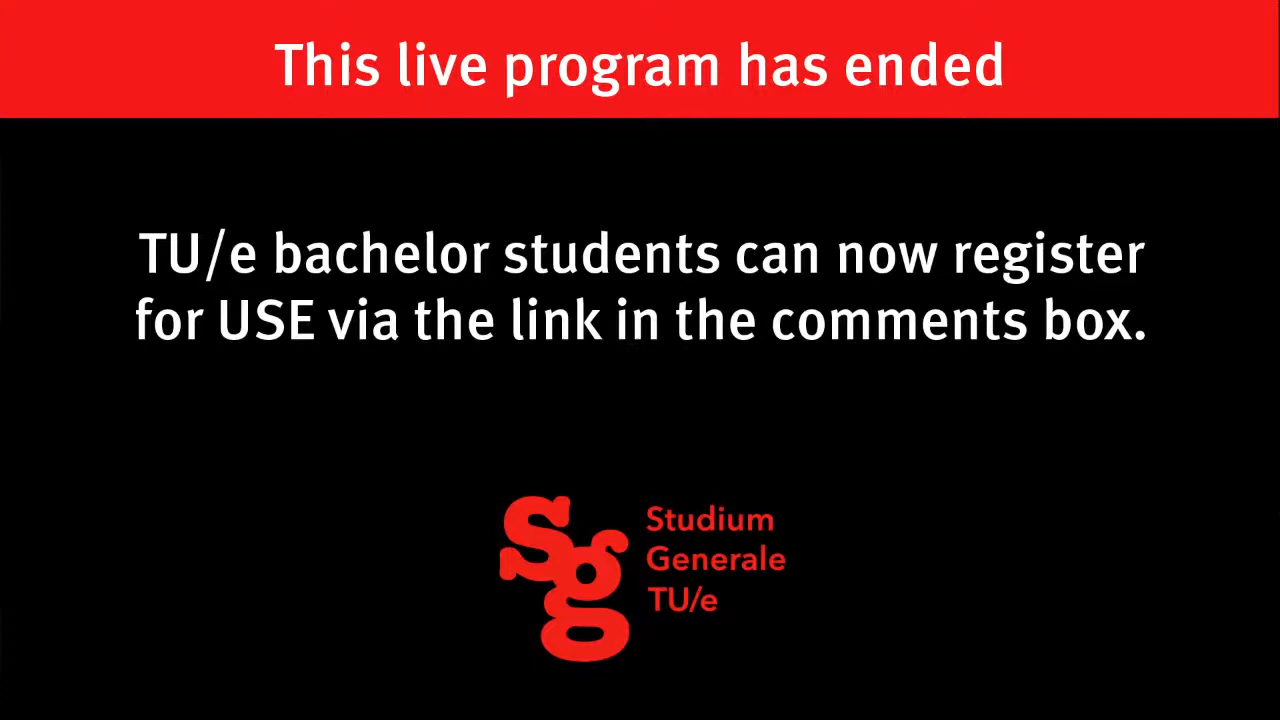 This live program has ended
TU/e bachelor students can now register
for USE via the link in the comments box.
Sg
Studium
Generale
TU/e